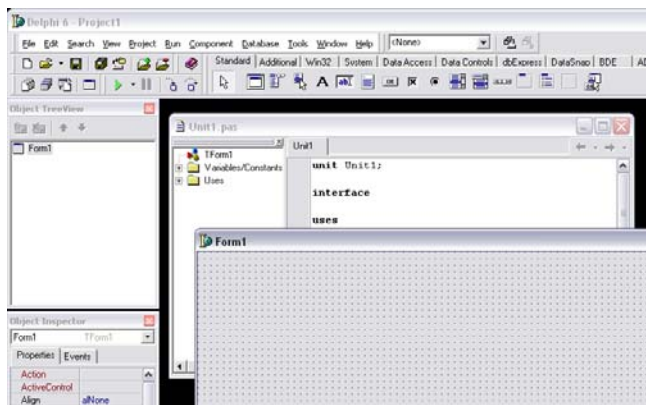 Delphi 6 - Project1
File Edit Search View Project Run Component Database Tools Window Help <None>
Standard Additional Win32 System Data Access Data Controls dbExpress DataSnap BDE
Object TreeView
Form1
Unit1.pas
TForm1
Variables/Constants
Uses
Unit1
unit Unit1;
interface
uses
Form1
Object Inspector
Form1 TForm1
Properties Events
Action
ActiveControl
Align alNone